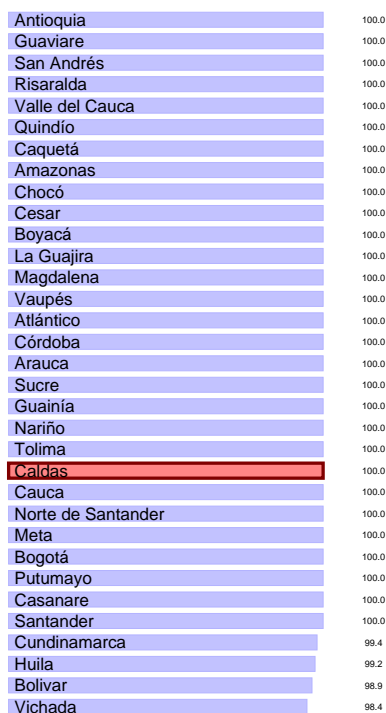 Antioquia 100.0
Guaviare 100.0
San Andrés 100.0
Risaralda 100.0
Valle del Cauca 100.0
Quindío 100.0
Caquetá 100.0
Amazonas 100.0
Chocó 100.0
Cesar 100.0
Boyacá 100.0
La Guajira 100.0
Magdalena 100.0
Vaupés 100.0
Atlántico 100.0
Córdoba 100.0
Arauca 100.0
Sucre 100.0
Guainía 100.0
Nariño 100.0
Tolima 100.0
Caldas 100.0
Cauca 100.0
Norte de Santander 100.0
Meta 100.0
Bogotá 100.0
Putumayo 100.0
Casanare 100.0
Santander 100.0
Cundinamarca 99.4
Huila 99.2
Bolivar 98.9
Vichada 98.4